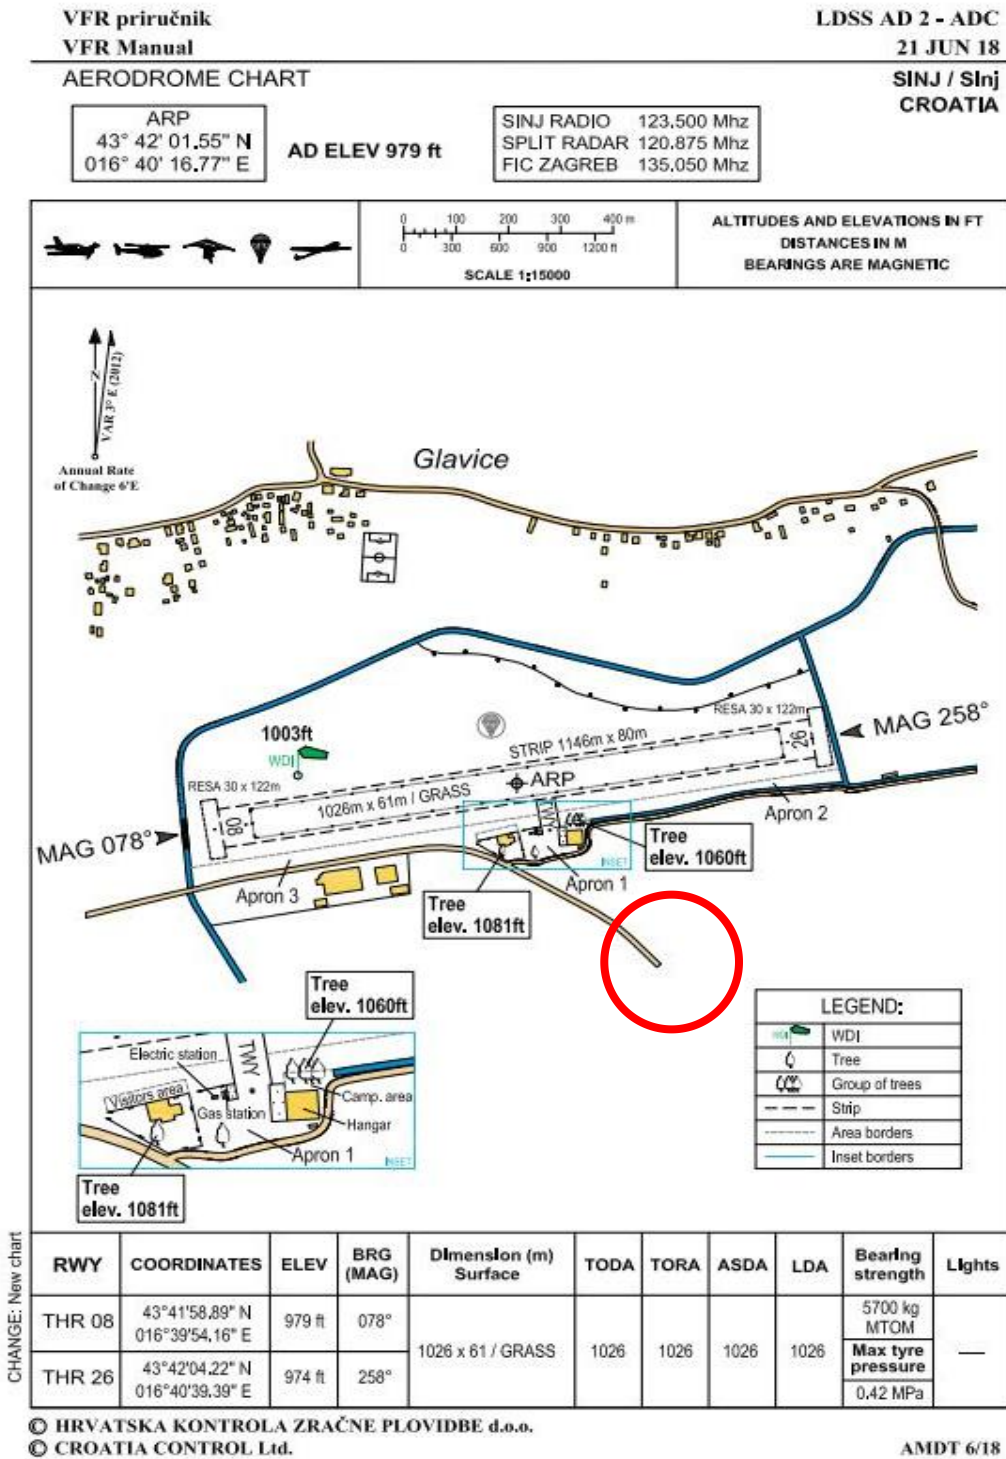 VFR priručnik
VFR Manual
LDSS AD 2 - ADC
21 JUN 18
AERODROME CHART
SINJ / Sinj
CROATIA
ARP
43° 42' 01.55" N
016° 40' 16.77" E
AD ELEV 979 ft
SINJ RADIO 123.500 Mhz
SPLIT RADAR 120.875 Mhz
FIC ZAGREB 135.050 Mhz
0 100 200 300 400 m
0 300 600 900 1200 ft
SCALE 1:15000
ALTITUDES AND ELEVATIONS IN FT
DISTANCES IN M
BEARINGS ARE MAGNETIC
N
VAR 3° E (2012)
Annual Rate
of Change 6'E
Glavice
1003ft
WDI
RESA 30 x 122m
RESA 30 x 122m
MAG 258°
STRIP 1146m x 80m
26
ARP
1026m x 61m / GRASS
08
MAG 078°
TWY
Apron 2
Tree
elev. 1060ft
INSET
Apron 1
Apron 3
Tree
elev. 1081ft
Tree
elev. 1060ft
Electric station
TWY
Visitors area
Gas station
Camp. area
Hangar
Apron 1
INSET
Tree
elev. 1081ft
LEGEND:
WDI WDI
Tree
Group of trees
Strip
Area borders
Inset borders
CHANGE: New chart
RWY COORDINATES ELEV BRG (MAG) Dimension (m) Surface TODA TORA ASDA LDA Bearing strength Lights
THR 08 43°41'58.89" N 016°39'54.16" E 979 ft 078° 1026 x 61 / GRASS 1026 1026 1026 1026 5700 kg MTOM —
THR 26 43°42'04.22" N 016°40'39.39" E 974 ft 258° Max tyre pressure 0.42 MPa
© HRVATSKA KONTROLA ZRAČNE PLOVIDBE d.o.o.
© CROATIA CONTROL Ltd.
AMDT 6/18